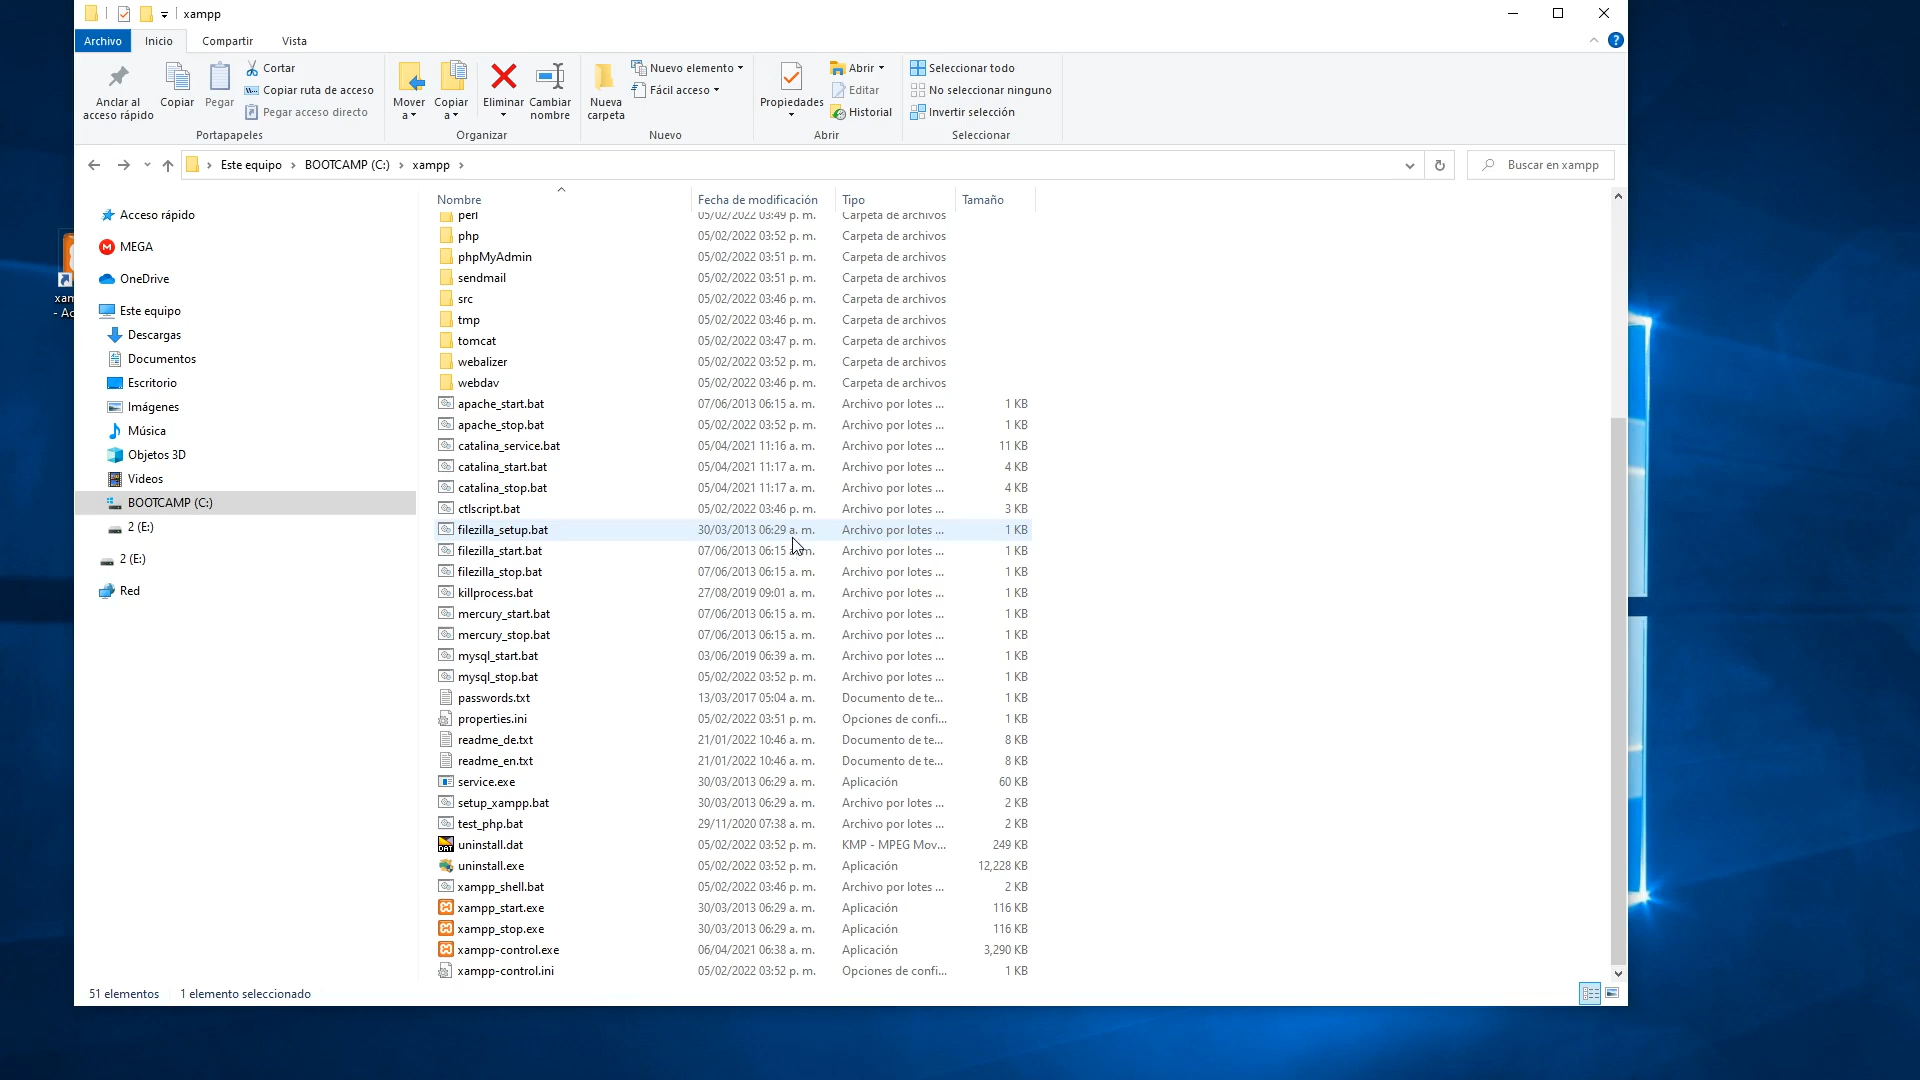 xampp
Archivo Inicio Compartir Vista
Anclar al acceso rápido
Copiar
Pegar
Cortar
Copiar ruta de acceso
Pegar acceso directo
Portapapeles
Mover a
Copiar a
Eliminar
Cambiar nombre
Organizar
Nueva carpeta
Nuevo elemento
Fácil acceso
Nuevo
Propiedades
Abrir
Editar
Historial
Abrir
Seleccionar todo
No seleccionar ninguno
Invertir selección
Seleccionar
Este equipo > BOOTCAMP (C:) > xampp >
Buscar en xampp
Acceso rápido
MEGA
OneDrive
Este equipo
Descargas
Documentos
Escritorio
Imágenes
Música
Objetos 3D
Videos
BOOTCAMP (C:)
2 (E:)
2 (E:)
Red
Nombre Fecha de modificación Tipo Tamaño
perl 05/02/2022 03:49 p. m. Carpeta de archivos
php 05/02/2022 03:52 p. m. Carpeta de archivos
phpMyAdmin 05/02/2022 03:51 p. m. Carpeta de archivos
sendmail 05/02/2022 03:51 p. m. Carpeta de archivos
src 05/02/2022 03:46 p. m. Carpeta de archivos
tmp 05/02/2022 03:46 p. m. Carpeta de archivos
tomcat 05/02/2022 03:47 p. m. Carpeta de archivos
webalizer 05/02/2022 03:52 p. m. Carpeta de archivos
webdav 05/02/2022 03:46 p. m. Carpeta de archivos
apache_start.bat 07/06/2013 06:15 a. m. Archivo por lotes ... 1 KB
apache_stop.bat 05/02/2022 03:52 p. m. Archivo por lotes ... 1 KB
catalina_service.bat 05/04/2021 11:16 a. m. Archivo por lotes ... 11 KB
catalina_start.bat 05/04/2021 11:17 a. m. Archivo por lotes ... 4 KB
catalina_stop.bat 05/04/2021 11:17 a. m. Archivo por lotes ... 4 KB
ctlscript.bat 05/02/2022 03:46 p. m. Archivo por lotes ... 3 KB
filezilla_setup.bat 30/03/2013 06:29 a. m. Archivo por lotes ... 1 KB
filezilla_start.bat 07/06/2013 06:15 a. m. Archivo por lotes ... 1 KB
filezilla_stop.bat 07/06/2013 06:15 a. m. Archivo por lotes ... 1 KB
killprocess.bat 27/08/2019 09:01 a. m. Archivo por lotes ... 1 KB
mercury_start.bat 07/06/2013 06:15 a. m. Archivo por lotes ... 1 KB
mercury_stop.bat 07/06/2013 06:15 a. m. Archivo por lotes ... 1 KB
mysql_start.bat 03/06/2019 06:39 a. m. Archivo por lotes ... 1 KB
mysql_stop.bat 05/02/2022 03:52 p. m. Archivo por lotes ... 1 KB
passwords.txt 13/03/2017 05:04 a. m. Documento de te... 1 KB
properties.ini 05/02/2022 03:51 p. m. Opciones de confi... 1 KB
readme_de.txt 21/01/2022 10:46 a. m. Documento de te... 8 KB
readme_en.txt 21/01/2022 10:46 a. m. Documento de te... 8 KB
service.exe 30/03/2013 06:29 a. m. Aplicación 60 KB
setup_xampp.bat 30/03/2013 06:29 a. m. Archivo por lotes ... 2 KB
test_php.bat 29/11/2020 07:38 a. m. Archivo por lotes ... 2 KB
uninstall.dat 05/02/2022 03:52 p. m. KMP - MPEG Mov... 249 KB
uninstall.exe 05/02/2022 03:52 p. m. Aplicación 12,228 KB
xampp_shell.bat 05/02/2022 03:46 p. m. Archivo por lotes ... 2 KB
xampp_start.exe 30/03/2013 06:29 a. m. Aplicación 116 KB
xampp_stop.exe 30/03/2013 06:29 a. m. Aplicación 116 KB
xampp-control.exe 06/04/2021 06:38 a. m. Aplicación 3,290 KB
xampp-control.ini 05/02/2022 03:52 p. m. Opciones de confi... 1 KB
51 elementos 1 elemento seleccionado